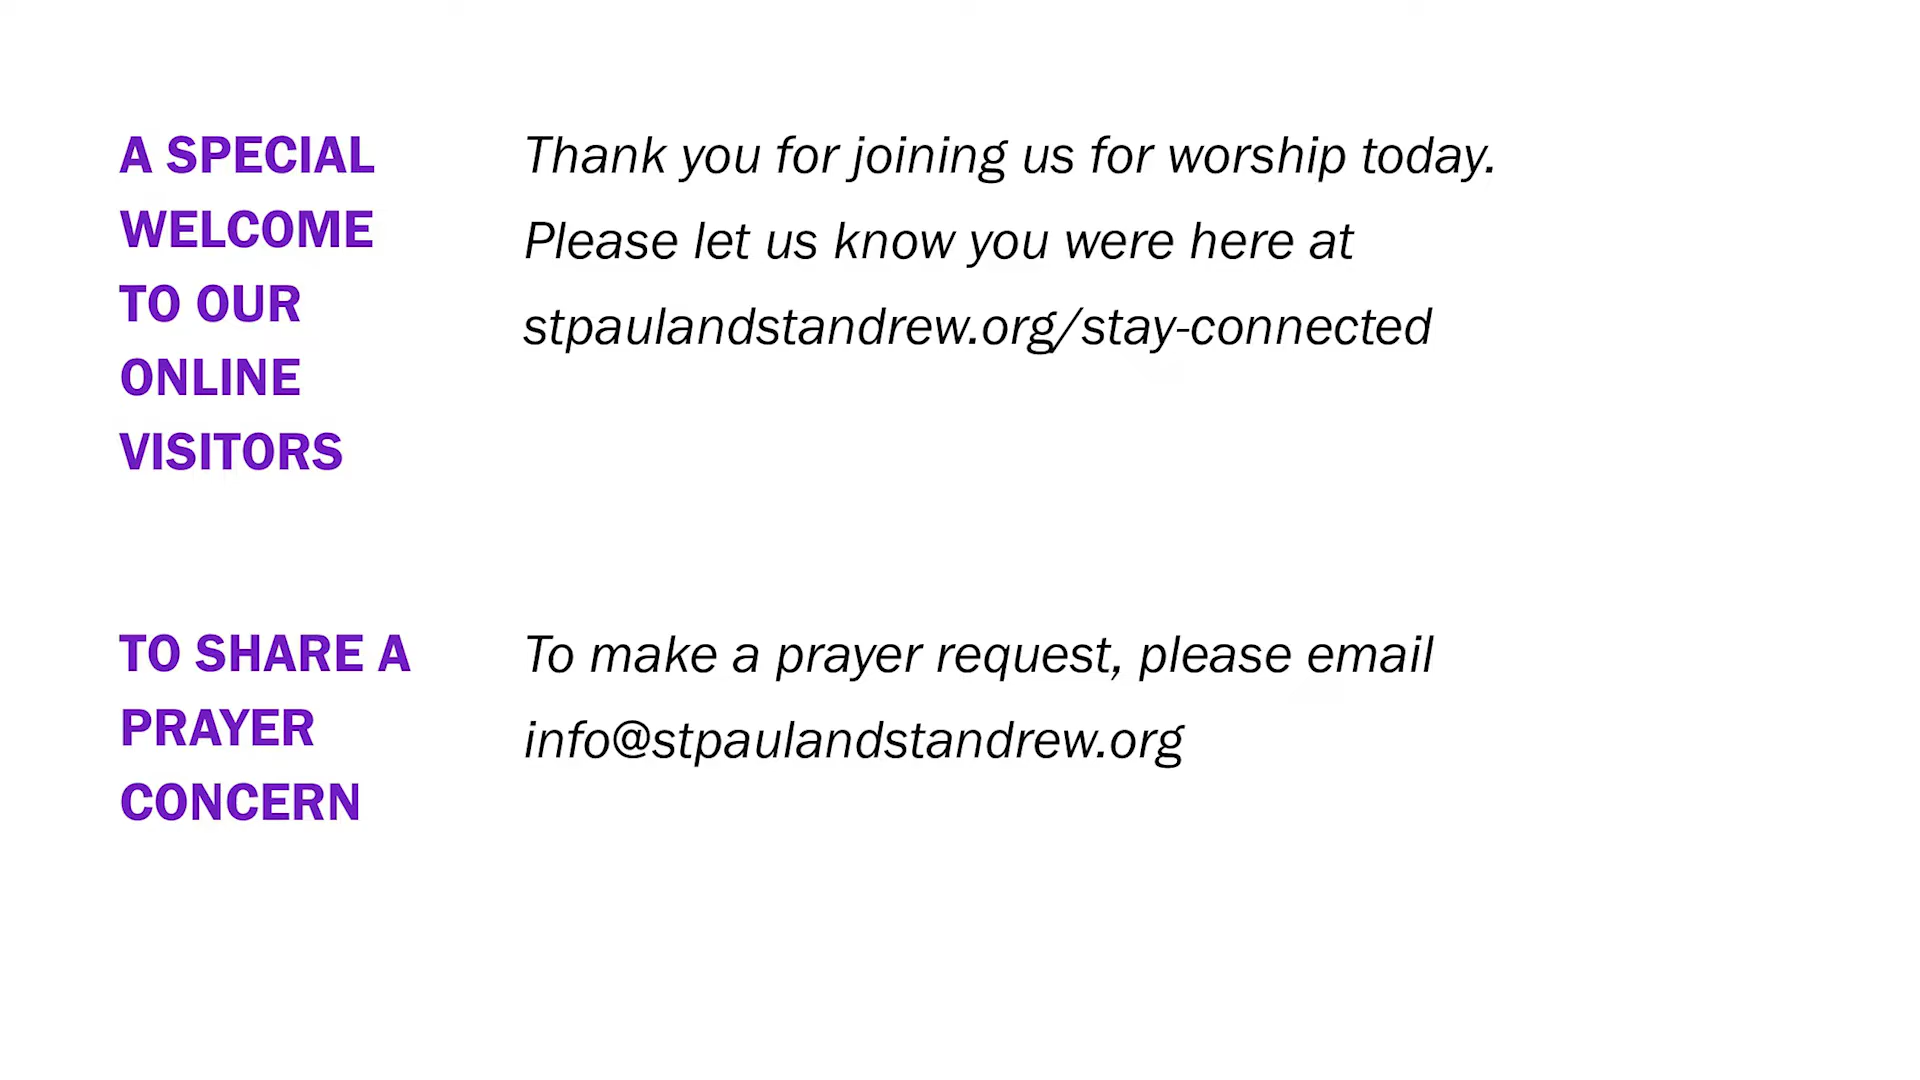 A SPECIAL
WELCOME
TO OUR
ONLINE
VISITORS
Thank you for joining us for worship today.
Please let us know you were here at
stpaulandstandrew.org/stay-connected
TO SHARE A
PRAYER
CONCERN
To make a prayer request, please email
info@stpaulandstandrew.org